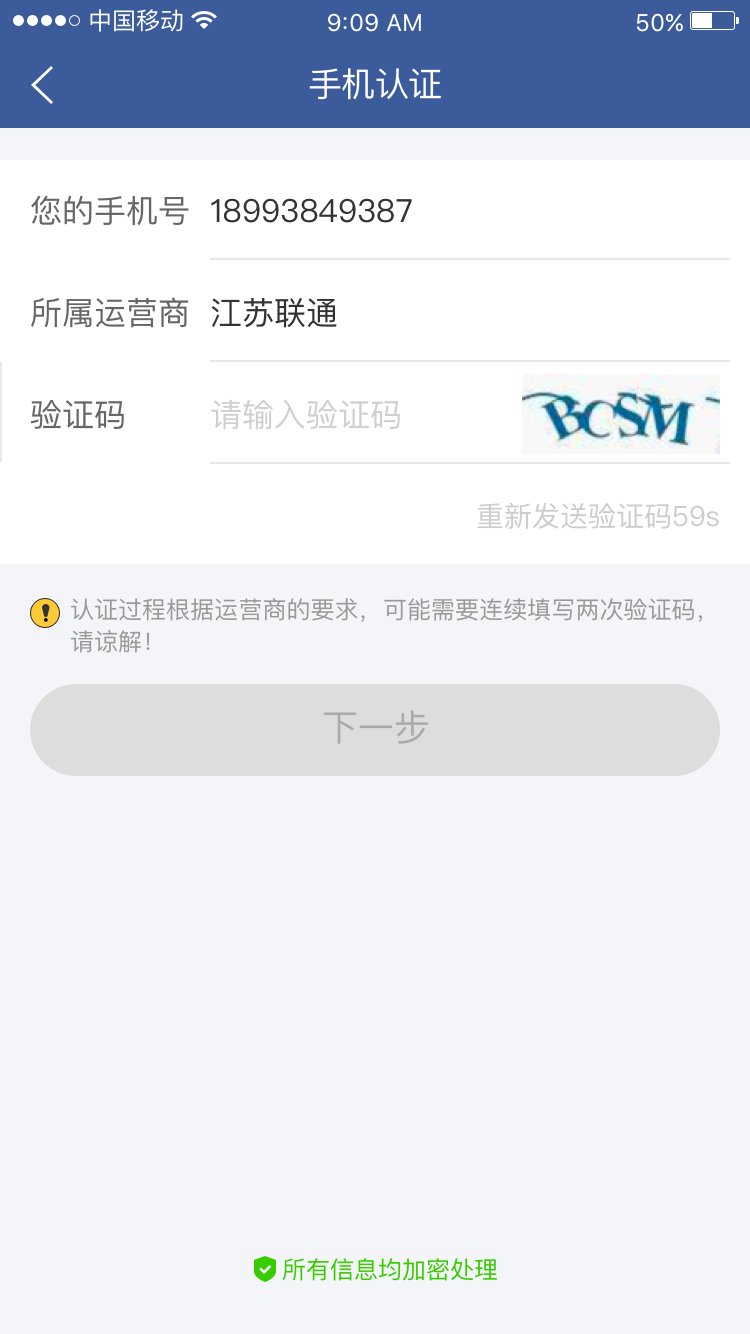 中国移动 9:09 AM 50%
手机认证
您的手机号 18993849387
所属运营商 江苏联通
验证码 请输入验证码 BCSM
重新发送验证码59s
认证过程根据运营商的要求，可能需要连续填写两次验证码，
请谅解！
下一步
所有信息均加密处理